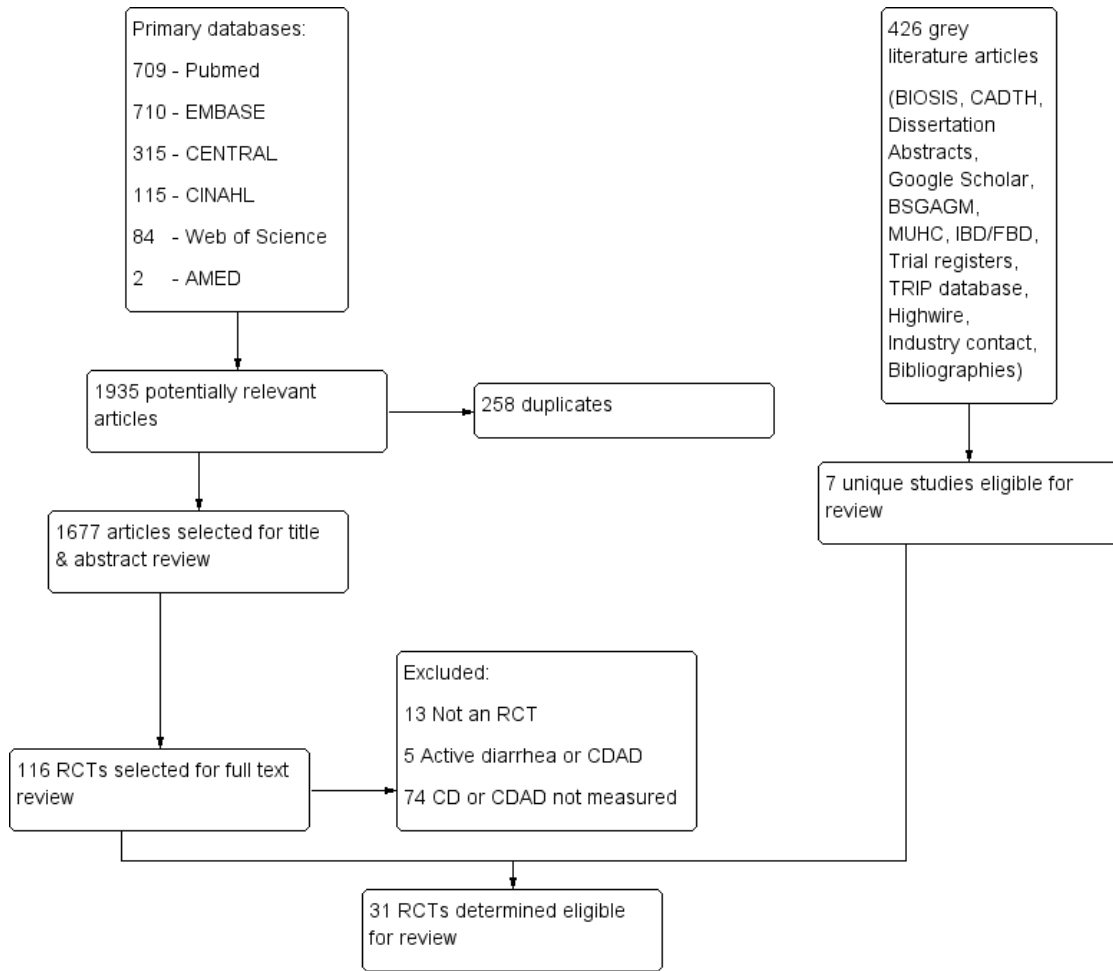 Primary databases:
709 - Pubmed
710 - EMBASE
315 - CENTRAL
115 - CINAHL
84 - Web of Science
2 - AMED
426 grey
literature articles
(BIOSIS, CADTH,
Dissertation
Abstracts,
Google Scholar,
BSGAGM,
MUHC, IBD/FBD,
Trial registers,
TRIP database,
Highwire,
Industry contact,
Bibliographies)
1935 potentially relevant
articles
258 duplicates
7 unique studies eligible for
review
1677 articles selected for title
& abstract review
Excluded:
13 Not an RCT
5 Active diarrhea or CDAD
74 CD or CDAD not measured
116 RCTs selected for full text
review
31 RCTs determined eligible
for review